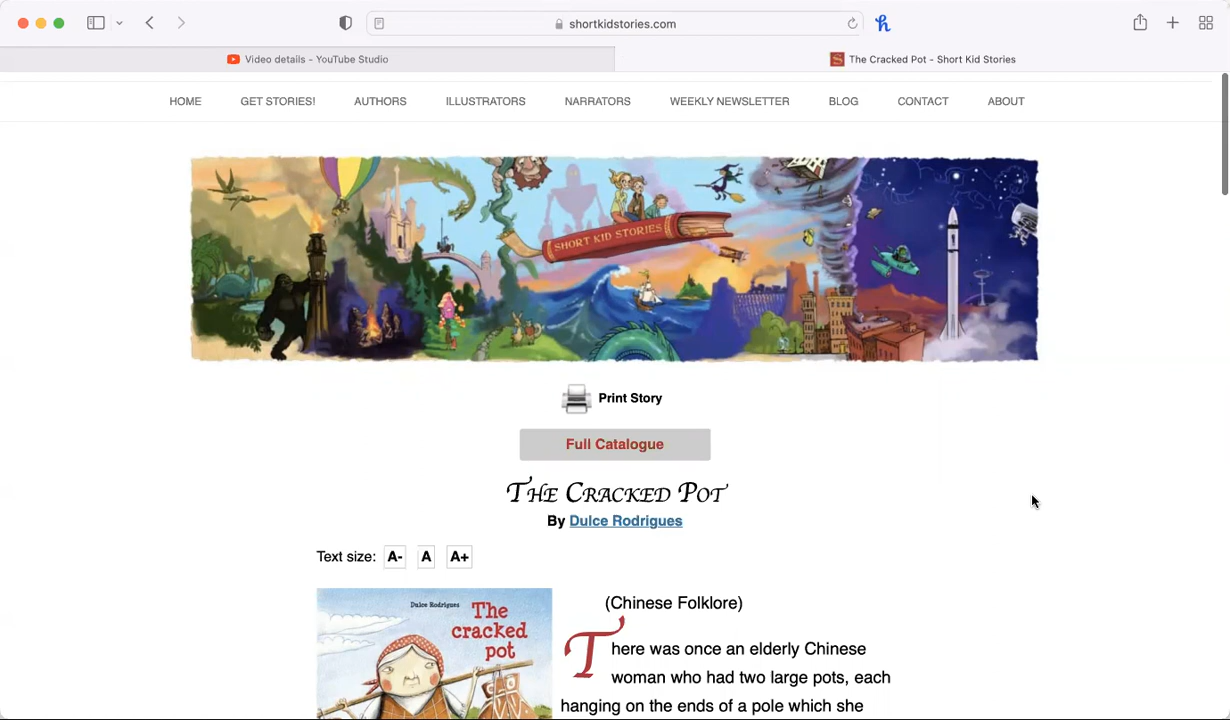 shortkidstories.com
Video details - YouTube Studio
The Cracked Pot - Short Kid Stories
HOME GET STORIES! AUTHORS ILLUSTRATORS NARRATORS WEEKLY NEWSLETTER BLOG CONTACT ABOUT
SHORT KID STORIES
Print Story
Full Catalogue
The Cracked Pot
By Dulce Rodrigues
Text size: A- A A+
Dulce Rodrigues
The
cracked
pot
(Chinese Folklore)
There was once an elderly Chinese
woman who had two large pots, each
hanging on the ends of a pole which she